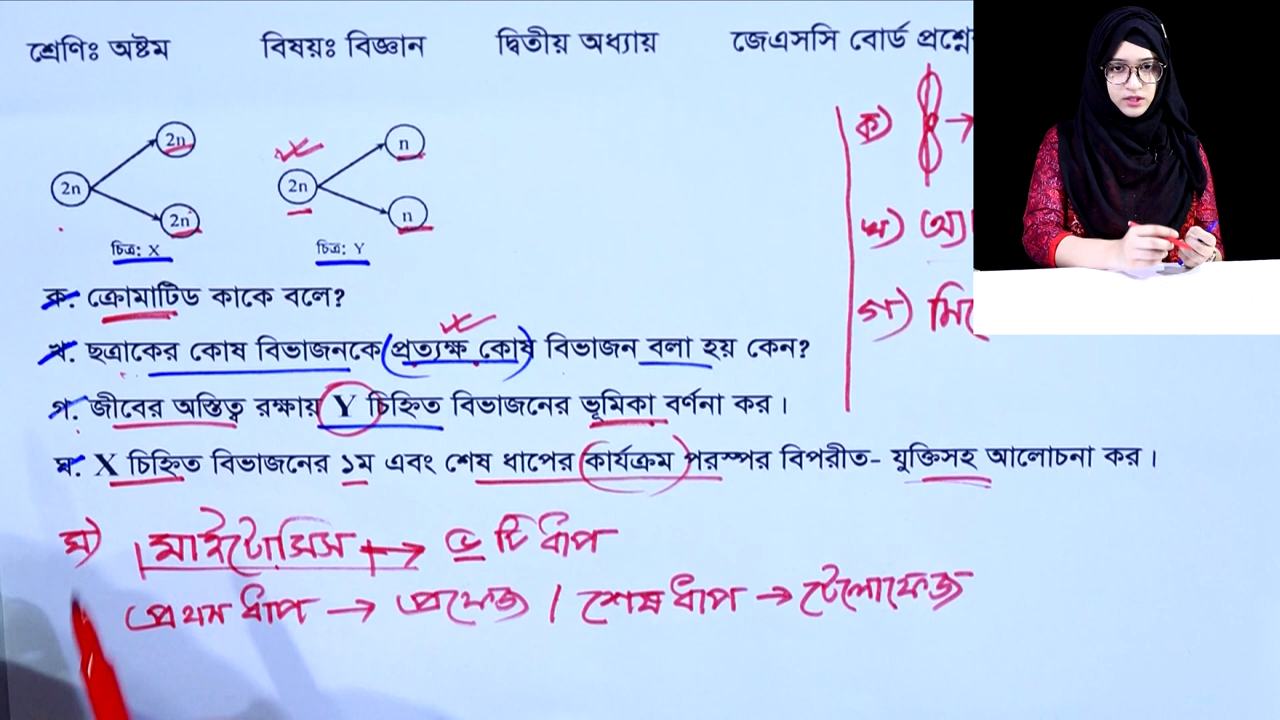 শ্রেণিঃ অষ্টম বিষয়ঃ বিজ্ঞান দ্বিতীয় অধ্যায় জেএসসি বোর্ড
2n 2n 2n
চিত্র: X
2n n n
চিত্র: Y
ক. ক্রোমাটিড কাকে বলে?
খ. ছত্রাকের কোষ বিভাজনকে প্রত্যক্ষ কোষ বিভাজন বলা হয় কেন?
গ. জীবের অস্তিত্ব রক্ষায় Y চিহ্নিত বিভাজনের ভূমিকা বর্ণনা কর।
ঘ. X চিহ্নিত বিভাজনের ১ম এবং শেষ ধাপের কার্যক্রম পরস্পর বিপরীত- যুক্তিসহ আলোচনা কর।
ক) →
খ)
গ)
ঘ) মাইটোসিস → ৫ টি ধাপ
প্রথম ধাপ → প্রফেজ / শেষ ধাপ → টেলোফেজ